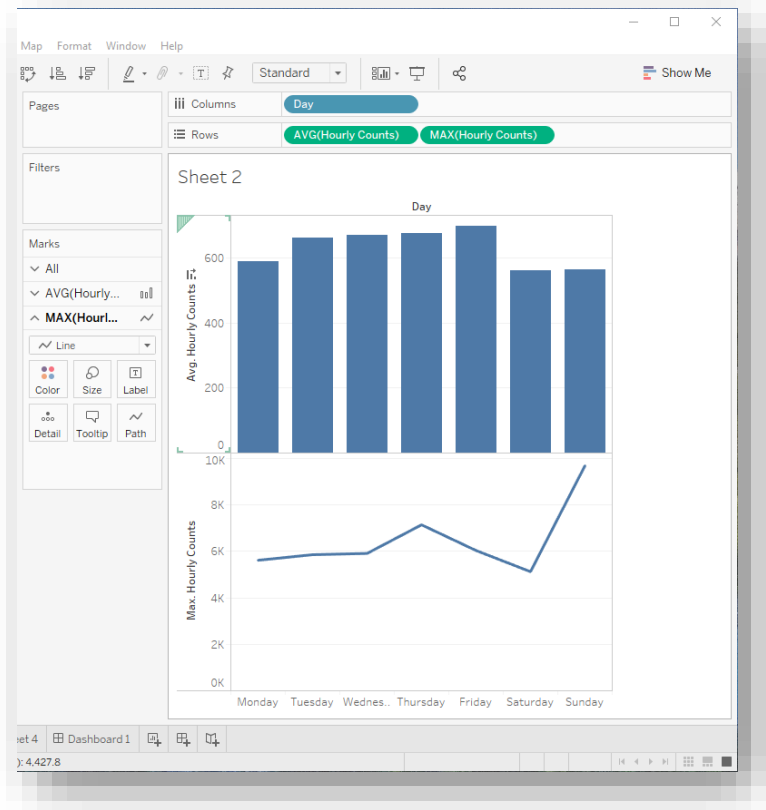 Map Format Window Help
T Standard Show Me
Pages
Columns Day
Rows AVG(Hourly Counts) MAX(Hourly Counts)
Filters
Sheet 2
Day
Marks
All
AVG(Hourly...
MAX(Hourl...
Line
Color Size T Label
Detail Tooltip Path
Avg. Hourly Counts
600
400
200
0
Max. Hourly Counts
10K
8K
6K
4K
2K
0K
Monday Tuesday Wednes.. Thursday Friday Saturday Sunday
eet 4 Dashboard 1
): 4,427.8